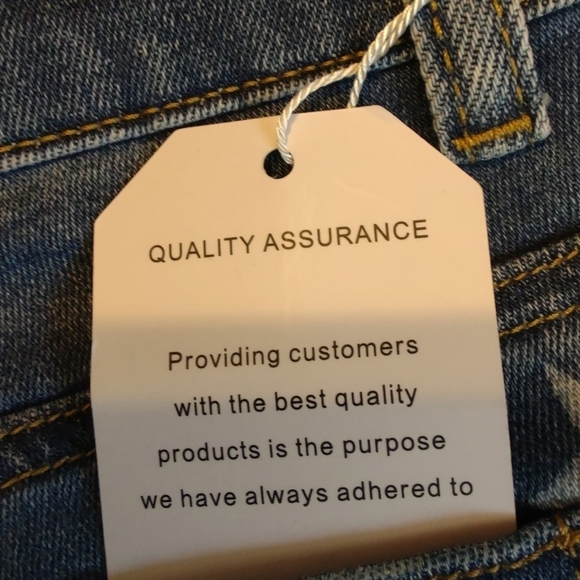 QUALITY ASSURANCE
Providing customers
with the best quality
products is the purpose
we have always adhered to